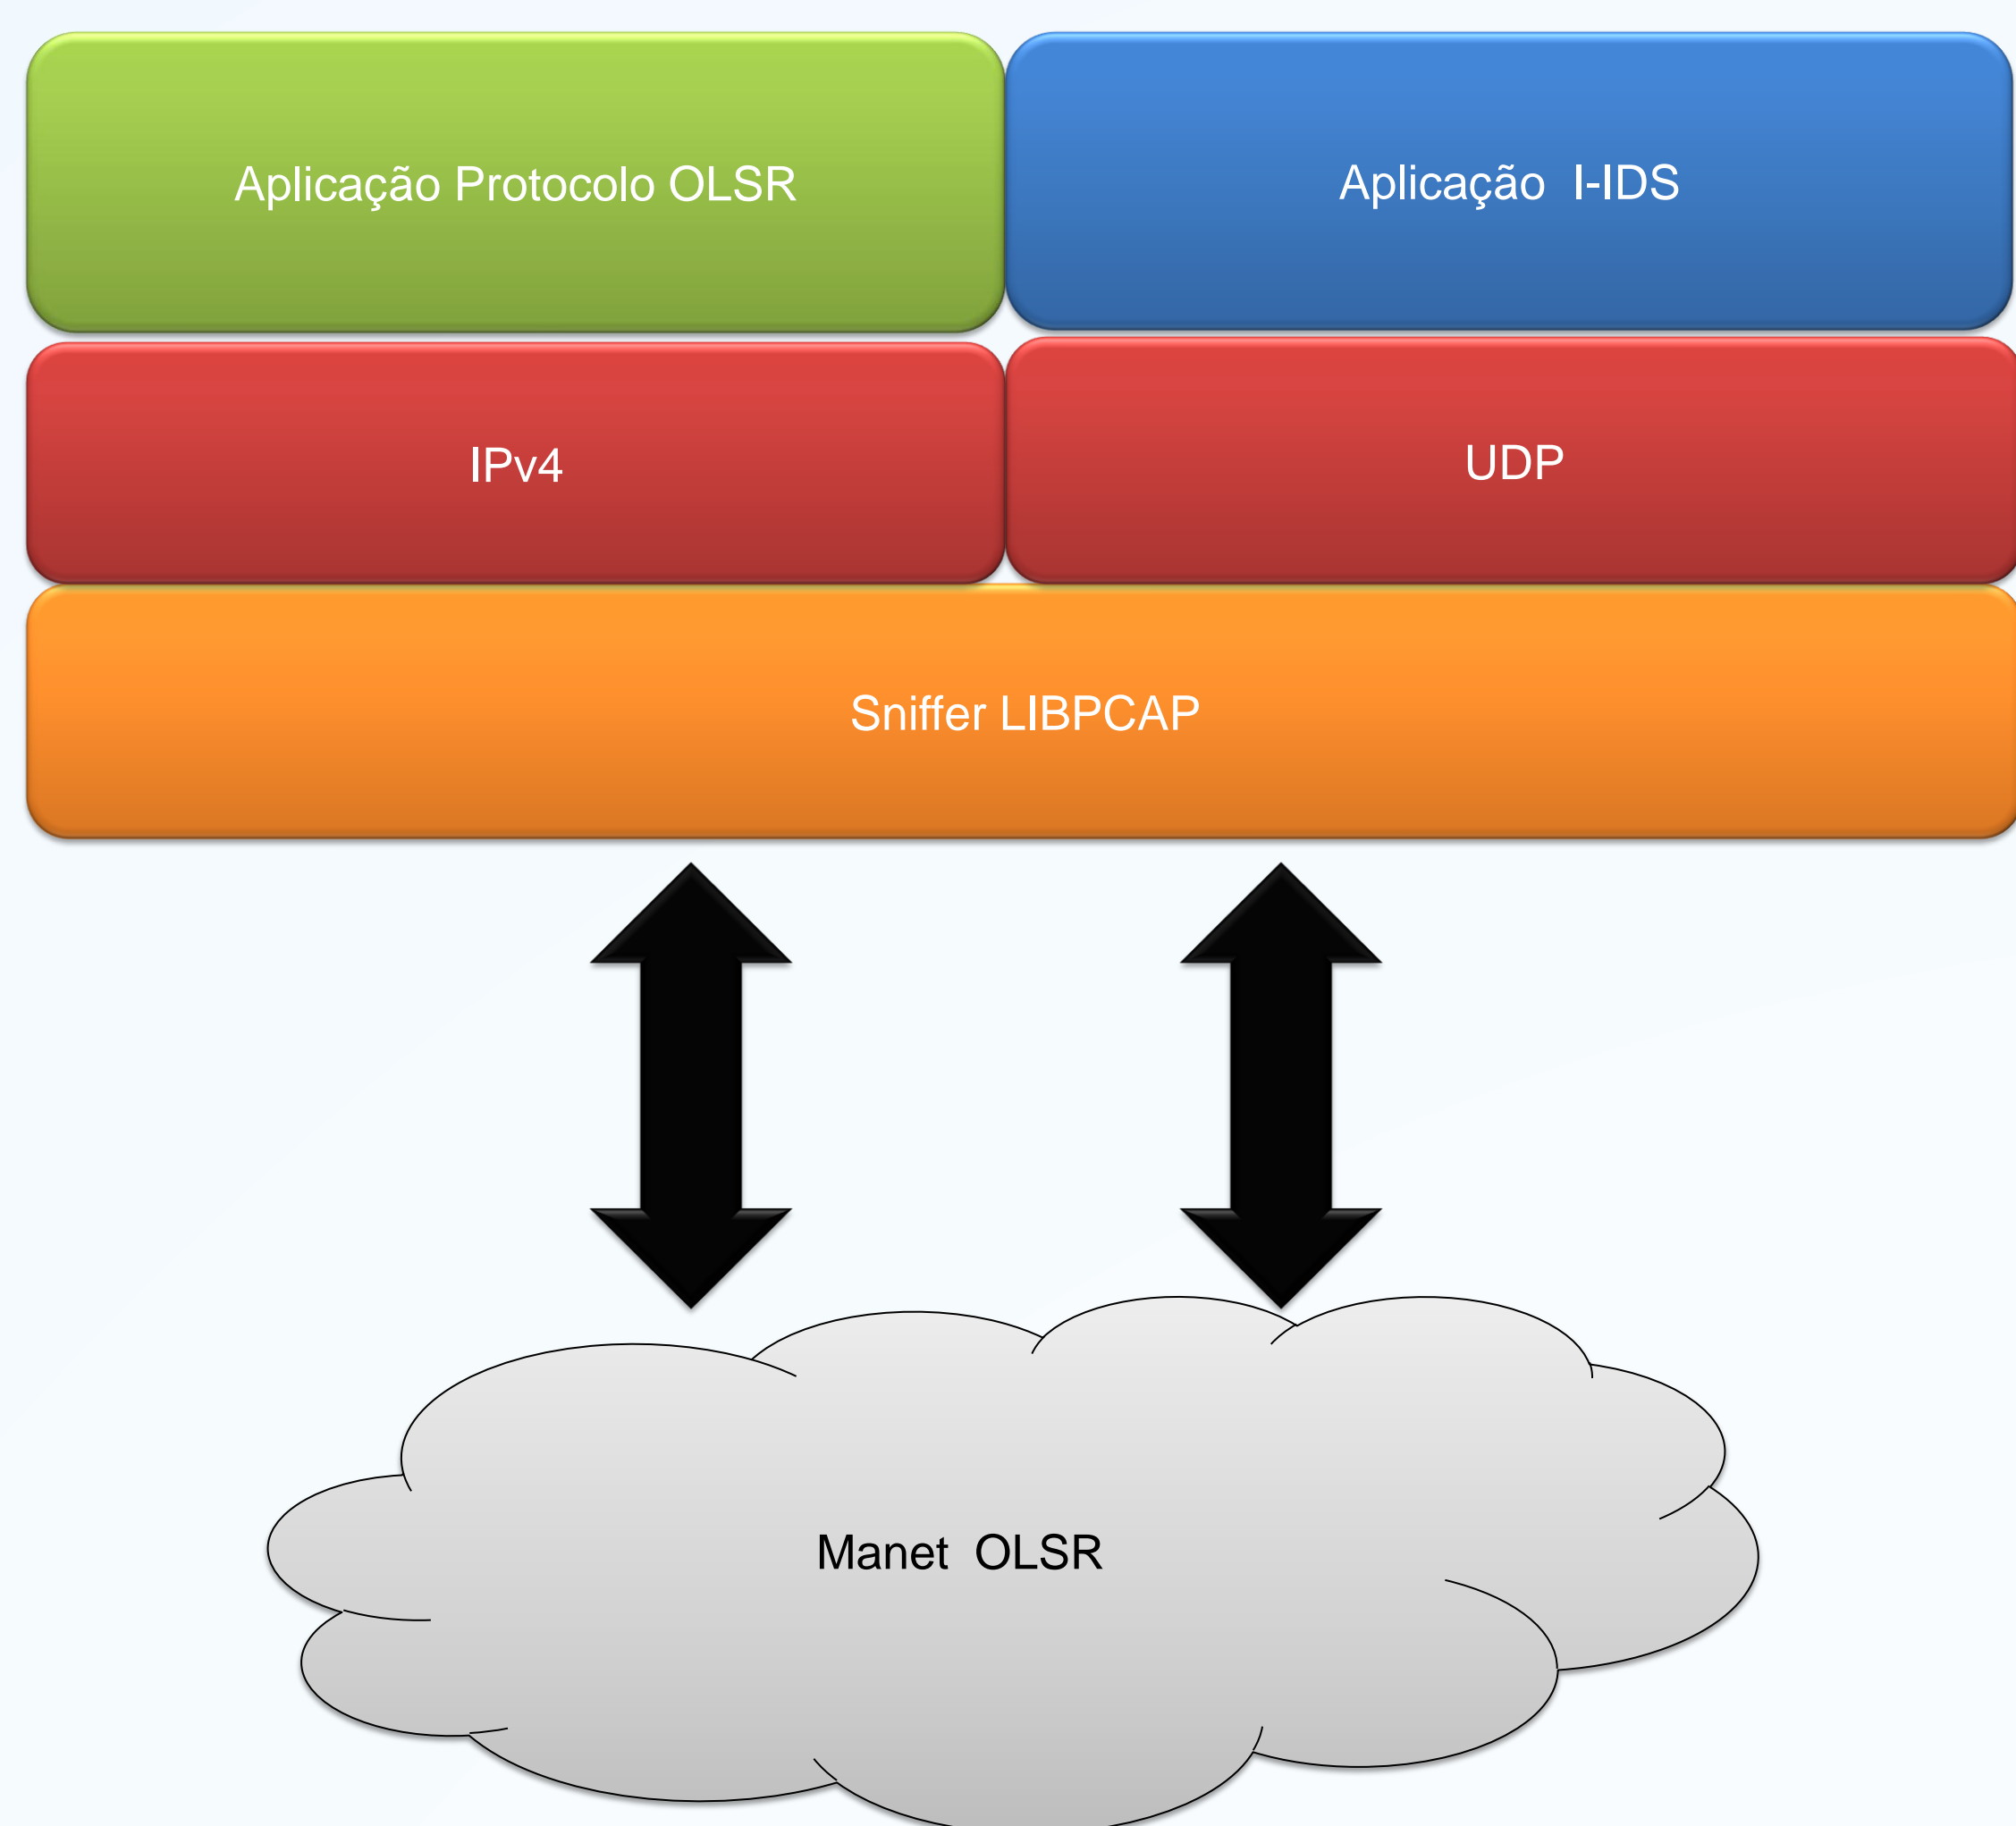 Aplicação Protocolo OLSR
Aplicação  I-IDS
IPv4
UDP
Sniffer LIBPCAP
Manet  OLSR